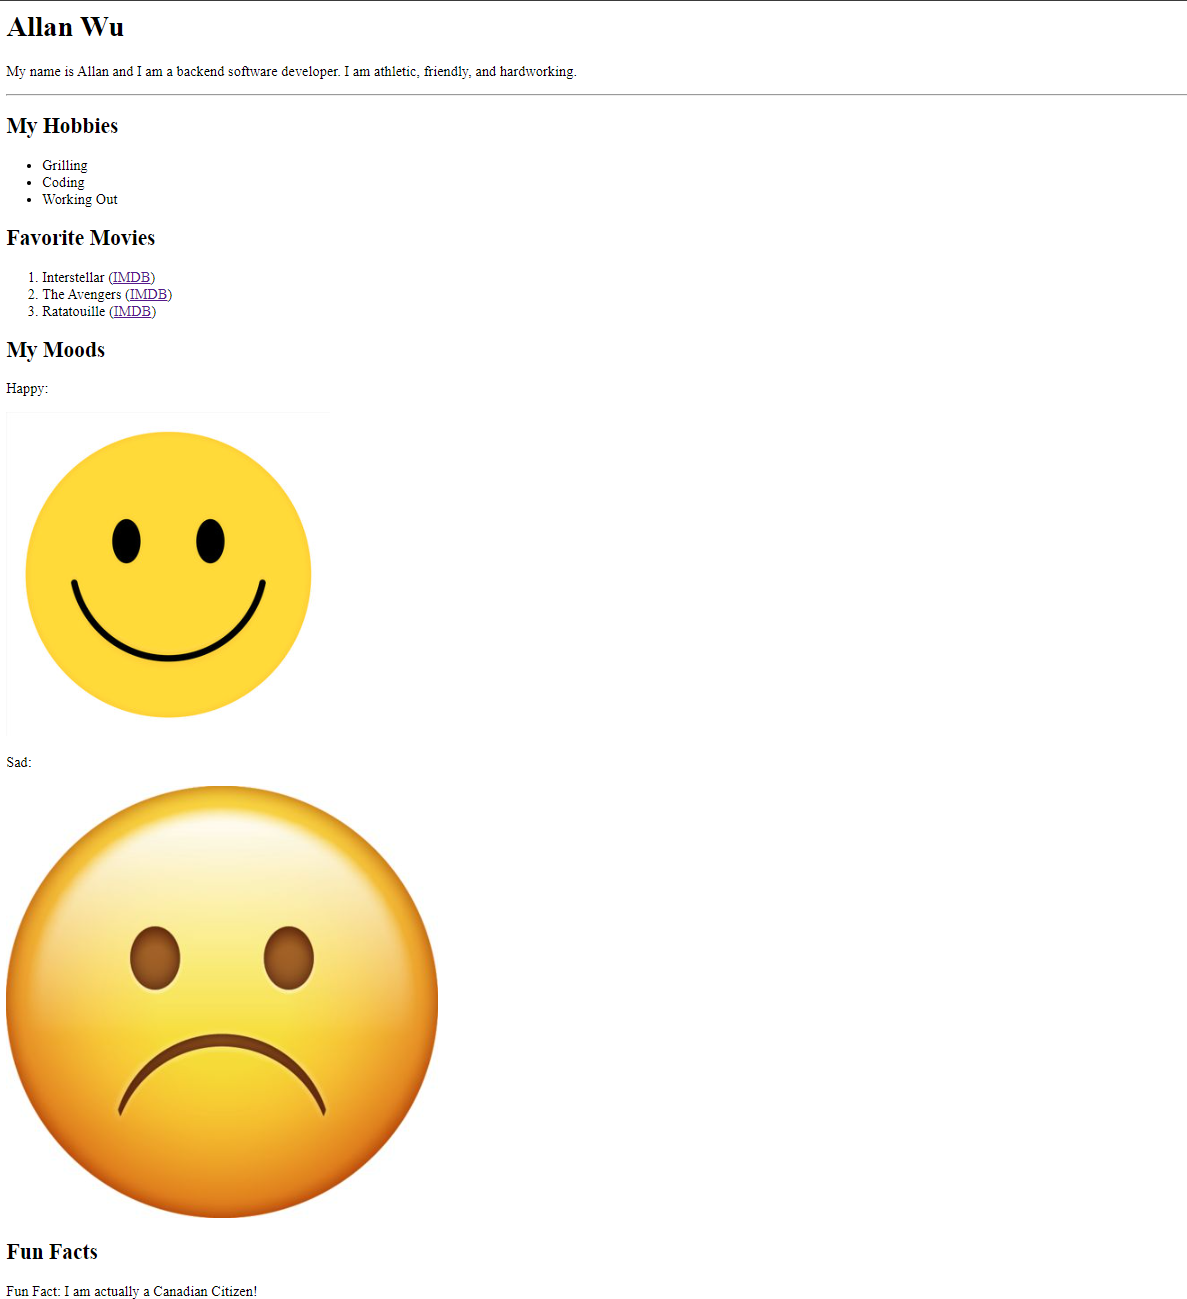 Allan Wu
My name is Allan and I am a backend software developer. I am athletic, friendly, and hardworking.
My Hobbies
• Grilling
• Coding
• Working Out
Favorite Movies
1. Interstellar (IMDB)
2. The Avengers (IMDB)
3. Ratatouille (IMDB)
My Moods
Happy:
Sad:
Fun Facts
Fun Fact: I am actually a Canadian Citizen!